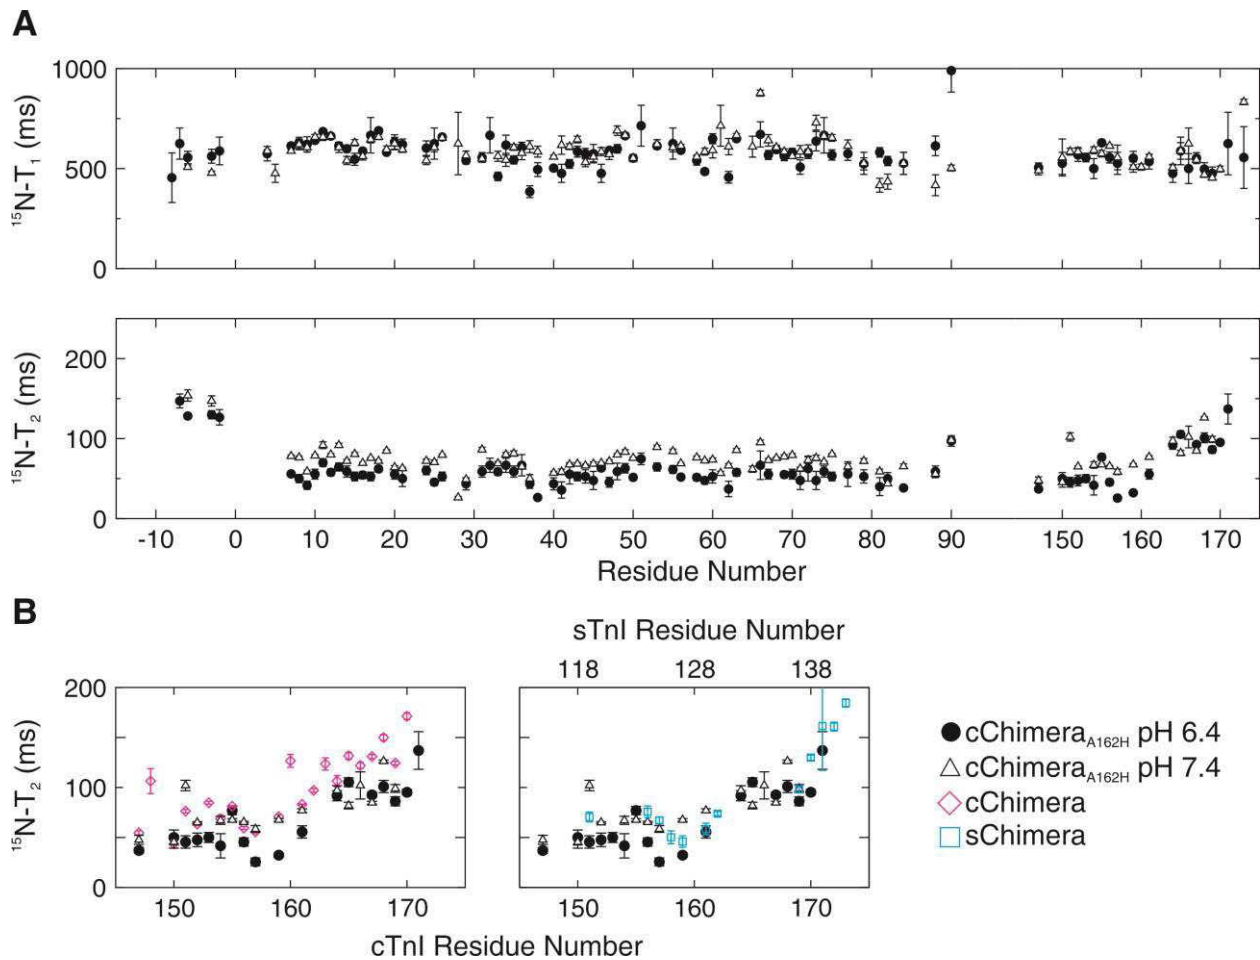 A
1000
500
0
¹⁵N-T₁ (ms)
200
100
0
¹⁵N-T₂ (ms)
-10 0 10 20 30 40 50 60 70 80 90 150 160 170
Residue Number
B
sTnI Residue Number
118 128 138
200
100
0
¹⁵N-T₂ (ms)
150 160 170 150 160 170
cTnI Residue Number
cChimera_A162H pH 6.4
cChimera_A162H pH 7.4
cChimera
sChimera